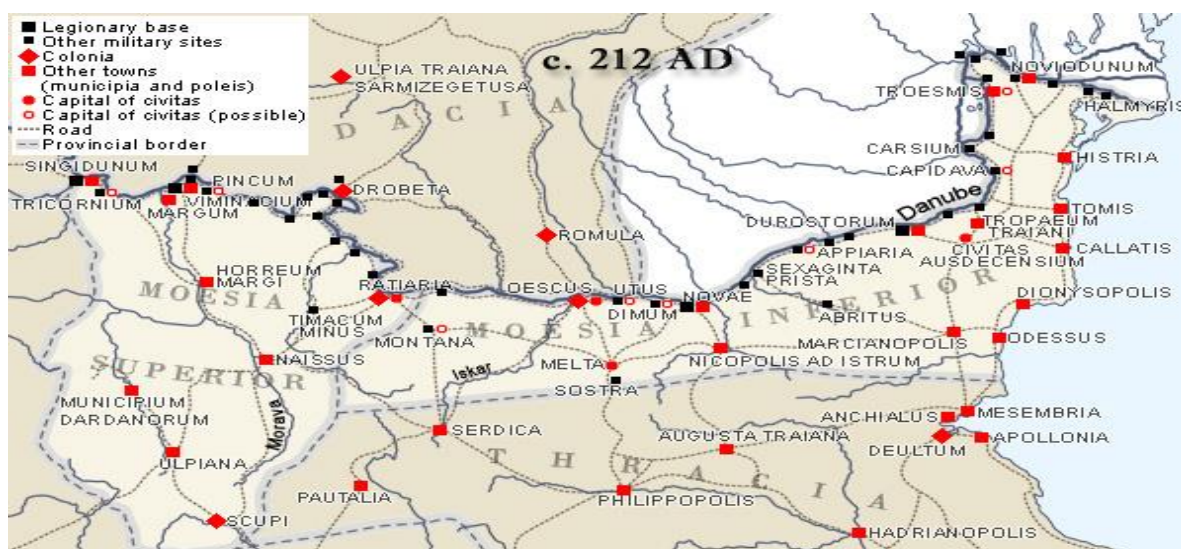 Legionary base
Other military sites
Colonia
Other towns
(municipia and poleis)
Capital of civitas
Capital of civitas (possible)
Road
Provincial border
c. 212 AD
ULPIA TRAIANA
SARMIZEGETUSA
DACIA
NOVIODUNUM
TROESMIS
HALMYRIS
CARSIUM
HISTRIA
CAPIDAVA
SINGIDUNUM
PINCUM
TRICORNIUM
VIMINACIUM
MARGUM
DROBETA
Danube
DUROSTORUM
TROPAEUM
TRAIANI
TOMIS
ROMULA
CIVITAS
AUSDECENSIUM
CALLATIS
APPIARIA
HORREUM
MARGI
SEXAGINTA
PRISTA
MOESIA
RATIARIA
OESCUS
UTUS
NOVAE
DIMUM
INFERIOR
DIONYSOPOLIS
TIMACUM
MINUS
MOESIA
ABRITUS
MONTANA
MARCIANOPOLIS
ODESSUS
NAISSUS
SUPERIOR
Iskar
MELTA
NICOPOLIS AD ISTRUM
SOSTRA
MUNICIPIUM
DARDANORUM
Morava
ANCHIALUS
MESEMBRIA
SERDICA
AUGUSTA TRAIANA
DEULTUM
APOLLONIA
ULPIANA
THRACIA
PAUTALIA
PHILIPPOPOLIS
SCUPI
HADRIANOPOLIS